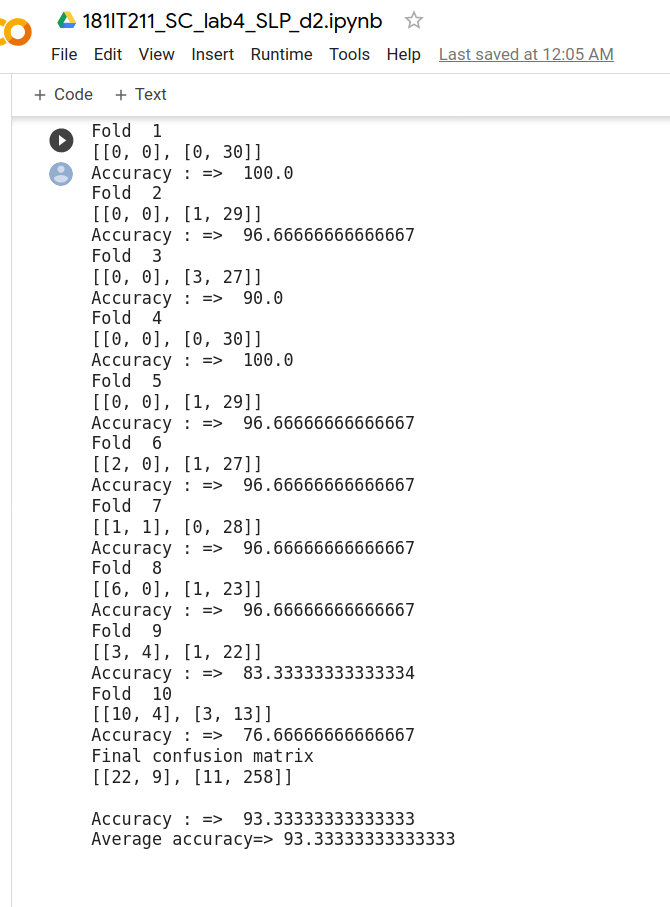 181IT211_SC_lab4_SLP_d2.ipynb
File Edit View Insert Runtime Tools Help Last saved at 12:05 AM
+ Code + Text
Fold  1
[[0, 0], [0, 30]]
Accuracy : =>  100.0
Fold  2
[[0, 0], [1, 29]]
Accuracy : =>  96.66666666666667
Fold  3
[[0, 0], [3, 27]]
Accuracy : =>  90.0
Fold  4
[[0, 0], [0, 30]]
Accuracy : =>  100.0
Fold  5
[[0, 0], [1, 29]]
Accuracy : =>  96.66666666666667
Fold  6
[[2, 0], [1, 27]]
Accuracy : =>  96.66666666666667
Fold  7
[[1, 1], [0, 28]]
Accuracy : =>  96.66666666666667
Fold  8
[[6, 0], [1, 23]]
Accuracy : =>  96.66666666666667
Fold  9
[[3, 4], [1, 22]]
Accuracy : =>  83.33333333333334
Fold  10
[[10, 4], [3, 13]]
Accuracy : =>  76.66666666666667
Final confusion matrix
[[22, 9], [11, 258]]
Accuracy : =>  93.33333333333333
Average accuracy=> 93.33333333333333